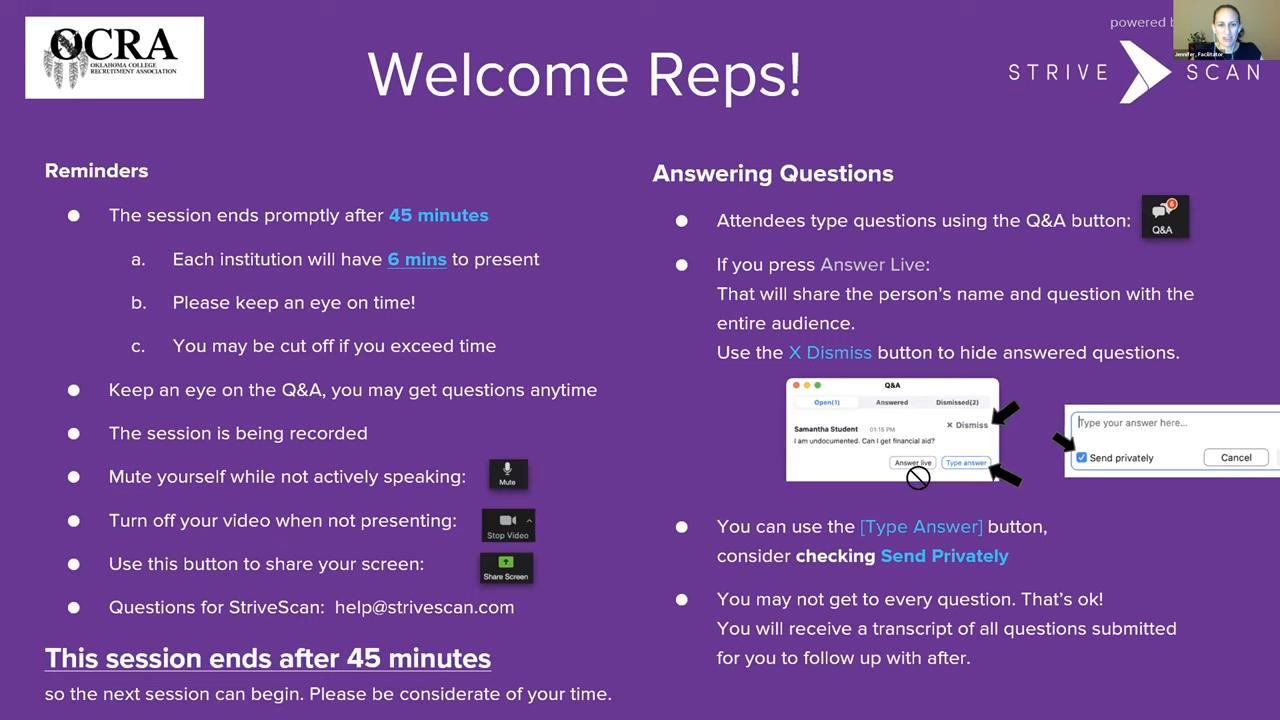 OCRA
OKLAHOMA COLLEGE
RECRUITMENT ASSOCIATION
Welcome Reps!
powered b
STRIVE SCAN
Jennifer, Facilitator
Reminders
● The session ends promptly after 45 minutes
a. Each institution will have 6 mins to present
b. Please keep an eye on time!
c. You may be cut off if you exceed time
● Keep an eye on the Q&A, you may get questions anytime
● The session is being recorded
● Mute yourself while not actively speaking:
Mute
● Turn off your video when not presenting:
Stop Video
● Use this button to share your screen:
Share Screen
● Questions for StriveScan: help@strivescan.com
This session ends after 45 minutes
so the next session can begin. Please be considerate of your time.
Answering Questions
● Attendees type questions using the Q&A button:
6
Q&A
● If you press Answer Live:
That will share the person's name and question with the
entire audience.
Use the X Dismiss button to hide answered questions.
Q&A
Open(1) Answered Dismissed(2)
Samantha Student 01:15 PM × Dismiss
I am undocumented. Can I get financial aid?
Answer live Type answer
Type your answer here...
Send privately Cancel
● You can use the [Type Answer] button,
consider checking Send Privately
● You may not get to every question. That's ok!
You will receive a transcript of all questions submitted
for you to follow up with after.